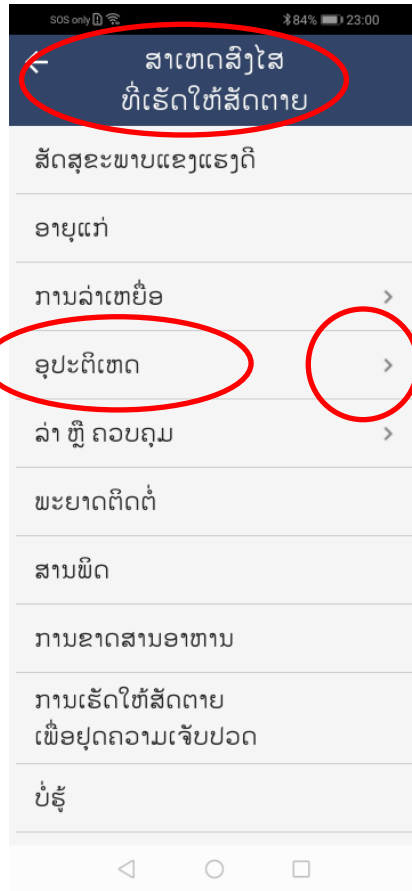 SOS only 84% 23:00
ສາເຫດສົງໄສ
ທີ່ເຮັດໃຫ້ສັດຕາຍ
ສັດສຸຂະພາບແຂງແຮງດີ
ອາຍຸແກ່
ການລ່າເຫຍື່ອ
ອຸປະຕິເຫດ
ລ່າ ຫຼື ຄວບຄຸມ
ພະຍາດຕິດຕໍ່
ສານພິດ
ການຂາດສານອາຫານ
ການເຮັດໃຫ້ສັດຕາຍ
ເພື່ອຢຸດຄວາມເຈັບປວດ
ບໍ່ຮູ້